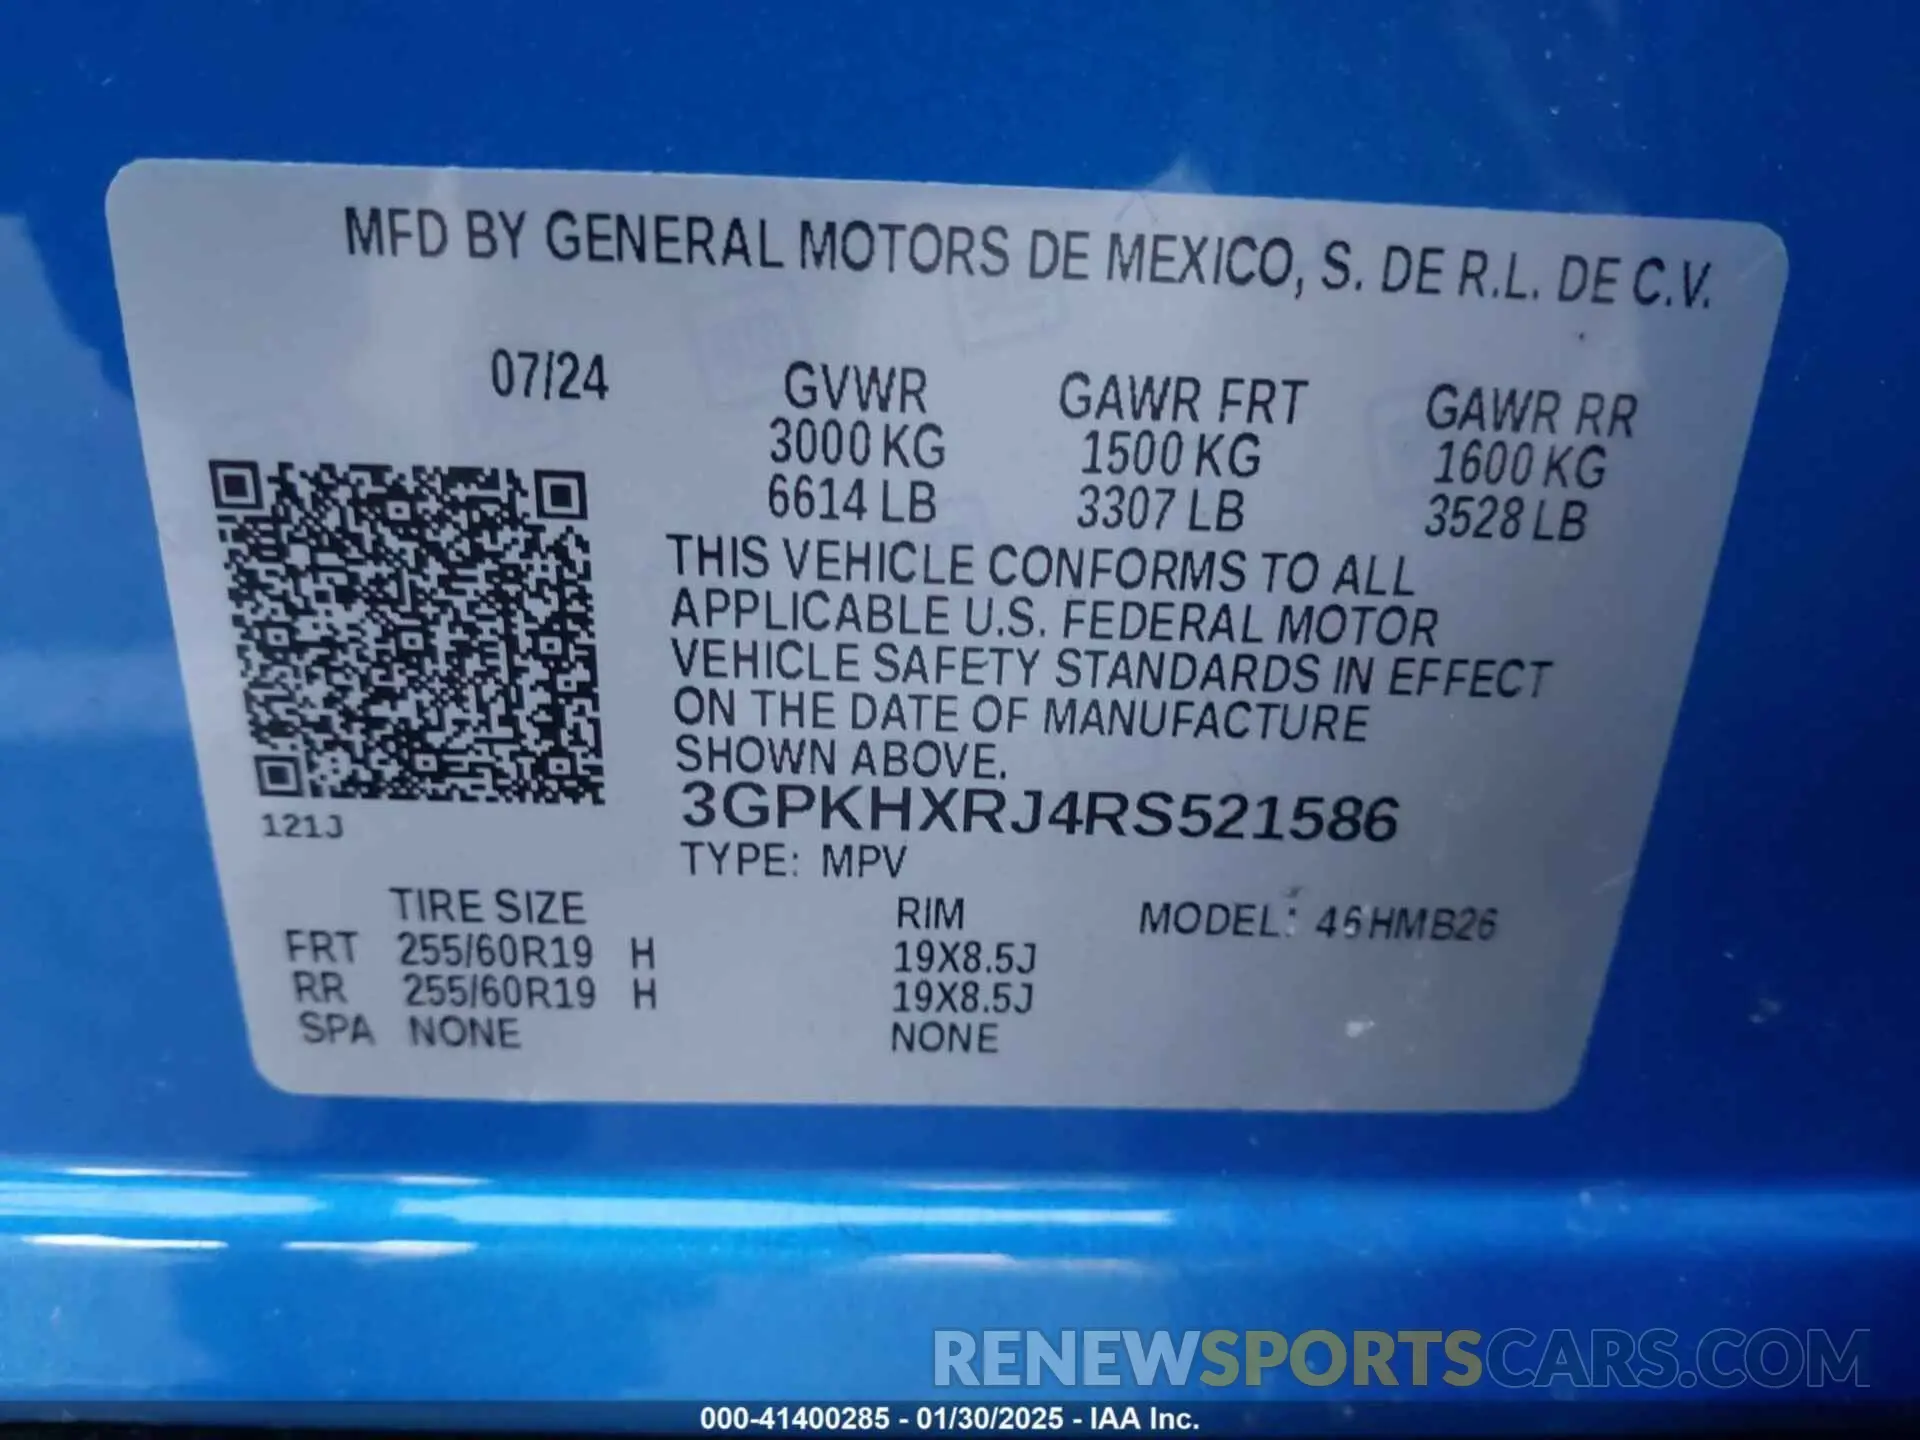 MFD BY GENERAL MOTORS DE MEXICO, S. DE R.L. DE C.V.
07/24 GVWR GAWR FRT GAWR RR
3000 KG 1500 KG 1600 KG
6614 LB 3307 LB 3528 LB
THIS VEHICLE CONFORMS TO ALL
APPLICABLE U.S. FEDERAL MOTOR
VEHICLE SAFETY STANDARDS IN EFFECT
ON THE DATE OF MANUFACTURE
SHOWN ABOVE.
3GPKHXRJ4RS521586
121J
TYPE: MPV
TIRE SIZE RIM MODEL: 46HMB26
FRT 255/60R19 H 19X8.5J
RR 255/60R19 H 19X8.5J
SPA NONE NONE
RENEWSPORTSCARS.COM
000-41400285 - 01/30/2025 - IAA Inc.